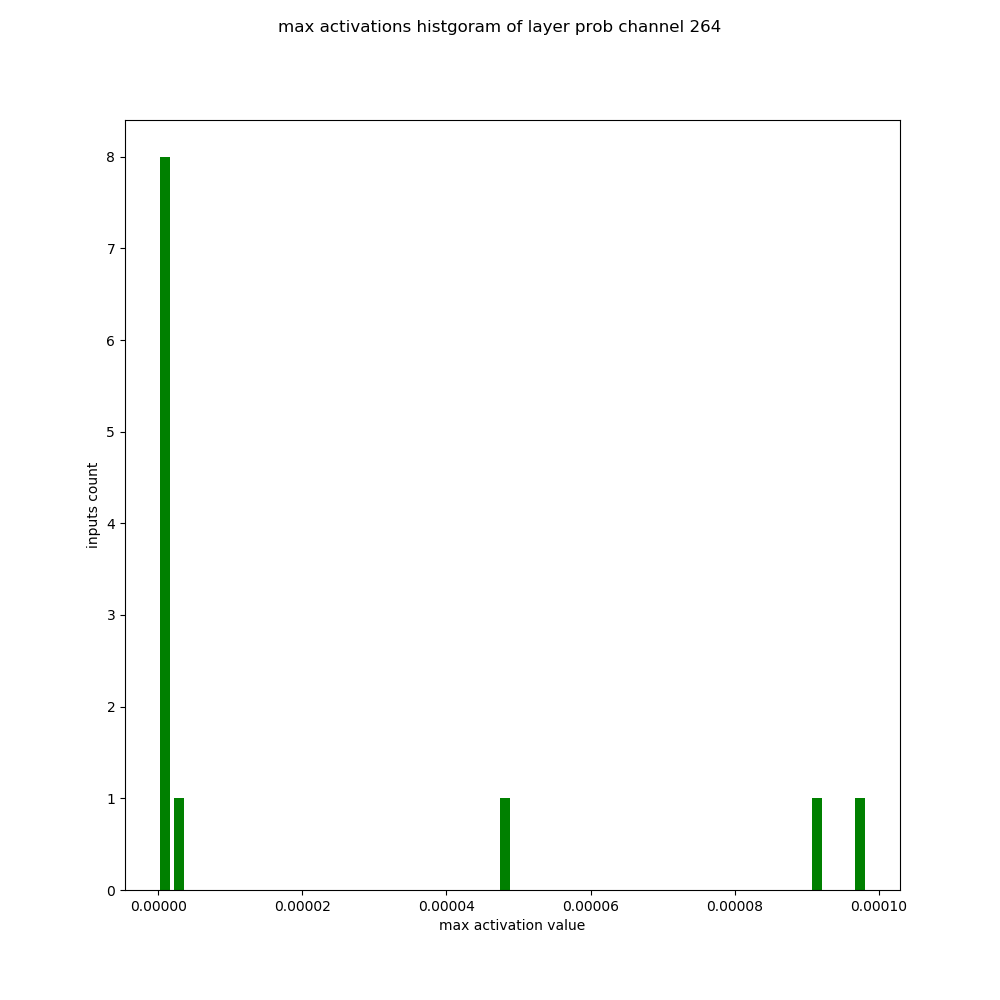 max activations histgoram of layer prob channel 264
8
7
6
5
4
3
2
1
0
inputs count
0.00000 0.00002 0.00004 0.00006 0.00008 0.00010
max activation value